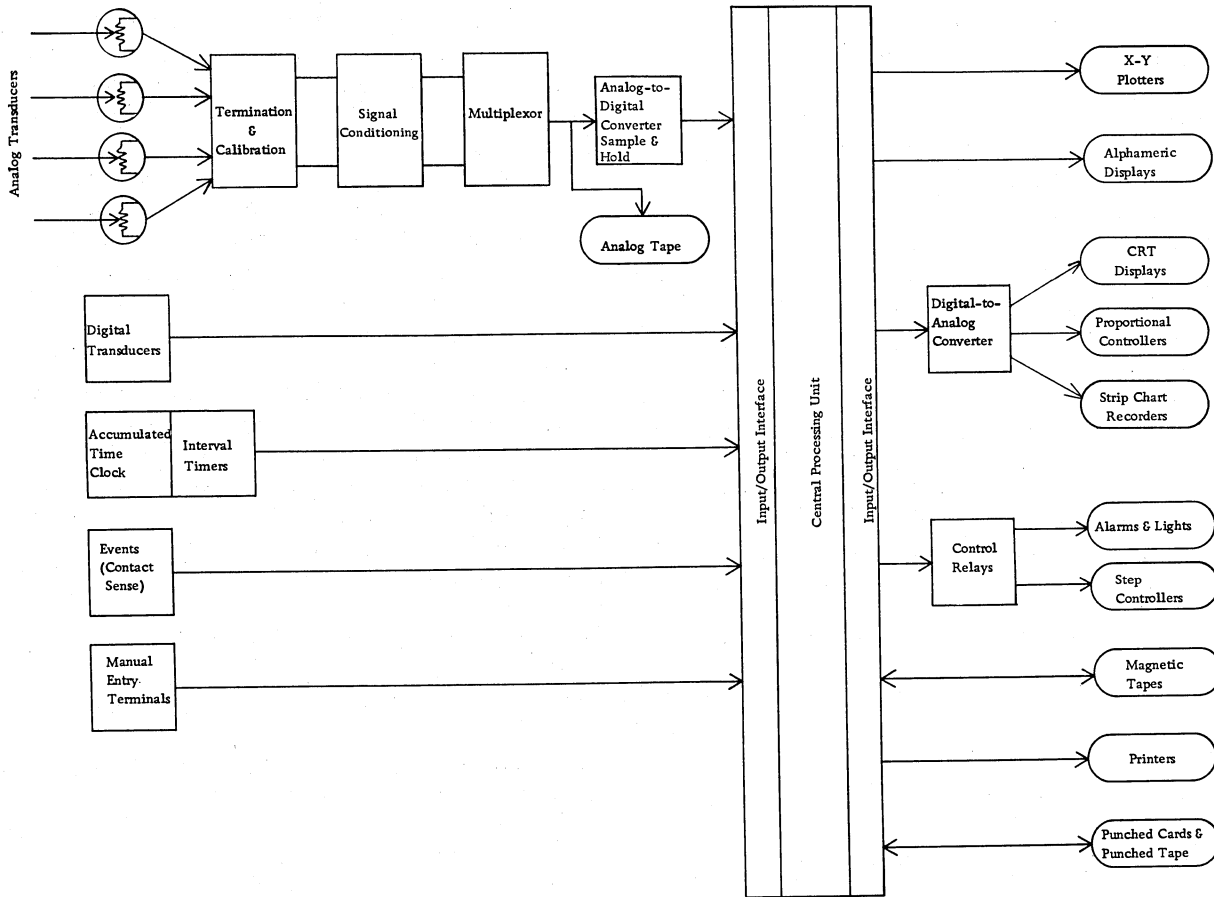 Analog Transducers
Termination
&
Calibration
Signal
Conditioning
Multiplexor
Analog-to-
Digital
Converter
Sample &
Hold
Analog Tape
Digital
Transducers
Accumulated
Time
Clock
Interval
Timers
Events
(Contact
Sense)
Manual
Entry
Terminals
Input/Output Interface
Central Processing Unit
Input/Output Interface
X-Y
Plotters
Alphameric
Displays
Digital-to-
Analog
Converter
CRT
Displays
Proportional
Controllers
Strip Chart
Recorders
Control
Relays
Alarms & Lights
Step
Controllers
Magnetic
Tapes
Printers
Punched Cards &
Punched Tape